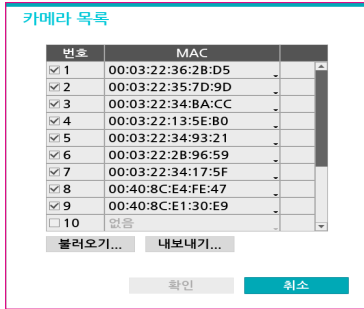 카메라 목록
번호 MAC
1 00:03:22:36:2B:D5
2 00:03:22:35:7D:9D
3 00:03:22:34:BA:CC
4 00:03:22:13:5E:B0
5 00:03:22:34:93:21
6 00:03:22:2B:96:59
7 00:03:22:34:17:5F
8 00:40:8C:E4:FE:47
9 00:40:8C:E1:30:E9
10 없음
불러오기... 내보내기...
확인 취소